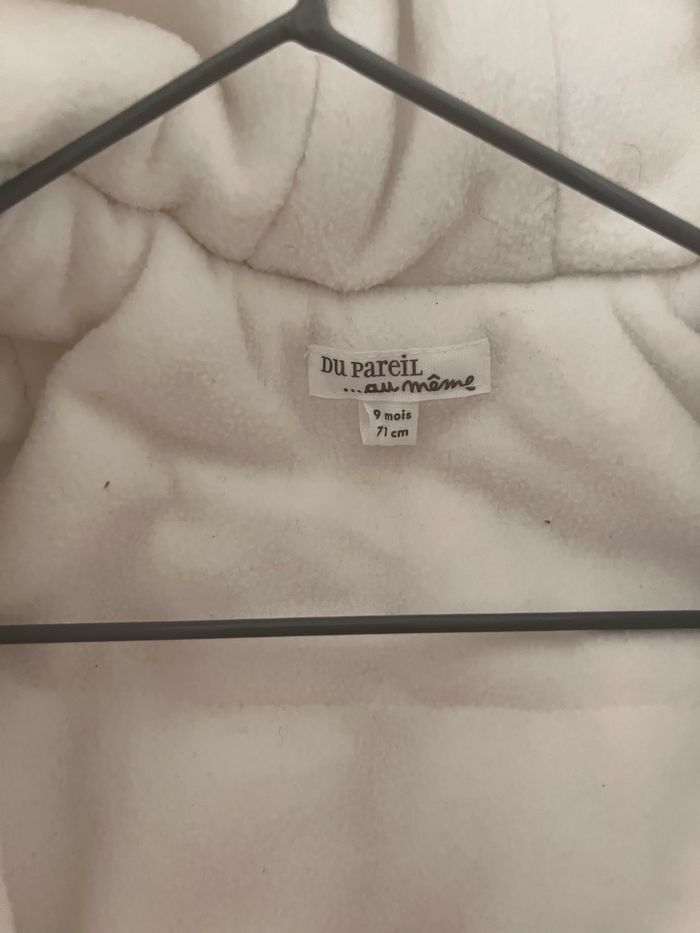 DU PAREIL
...au même
9 mois
71 cm